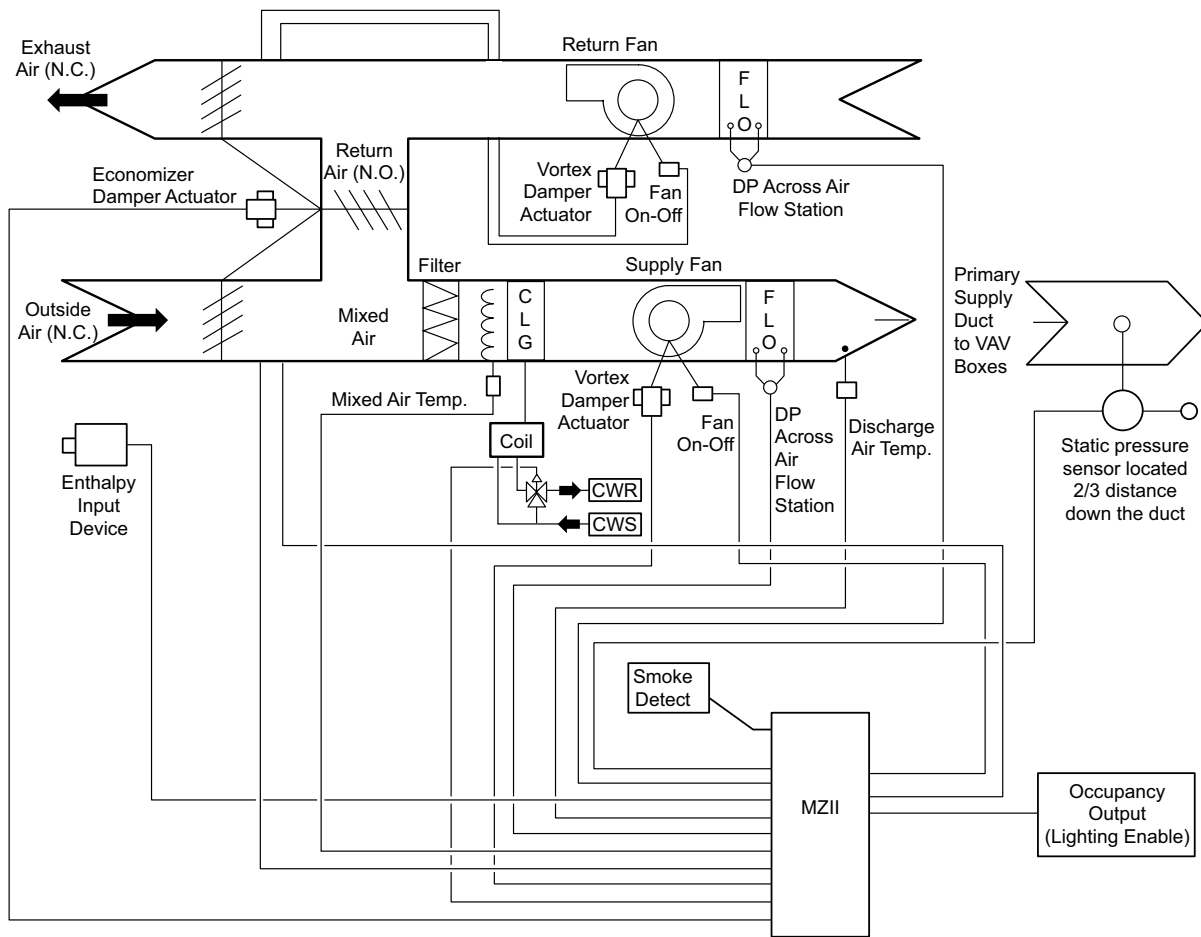 Exhaust
Air (N.C.)
Return Fan
F
L
O
Return
Air (N.O.)
Economizer
Damper Actuator
Vortex
Damper
Actuator
Fan
On-Off
DP Across Air
Flow Station
Outside
Air (N.C.)
Mixed
Air
Filter
C
L
G
Supply Fan
F
L
O
Primary
Supply
Duct
to VAV
Boxes
Mixed Air Temp.
Vortex
Damper
Actuator
Fan
On-Off
DP
Across
Air
Flow
Station
Discharge
Air Temp.
Static pressure
sensor located
2/3 distance
down the duct
Enthalpy
Input
Device
Coil
CWR
CWS
Smoke
Detect
MZII
Occupancy
Output
(Lighting Enable)